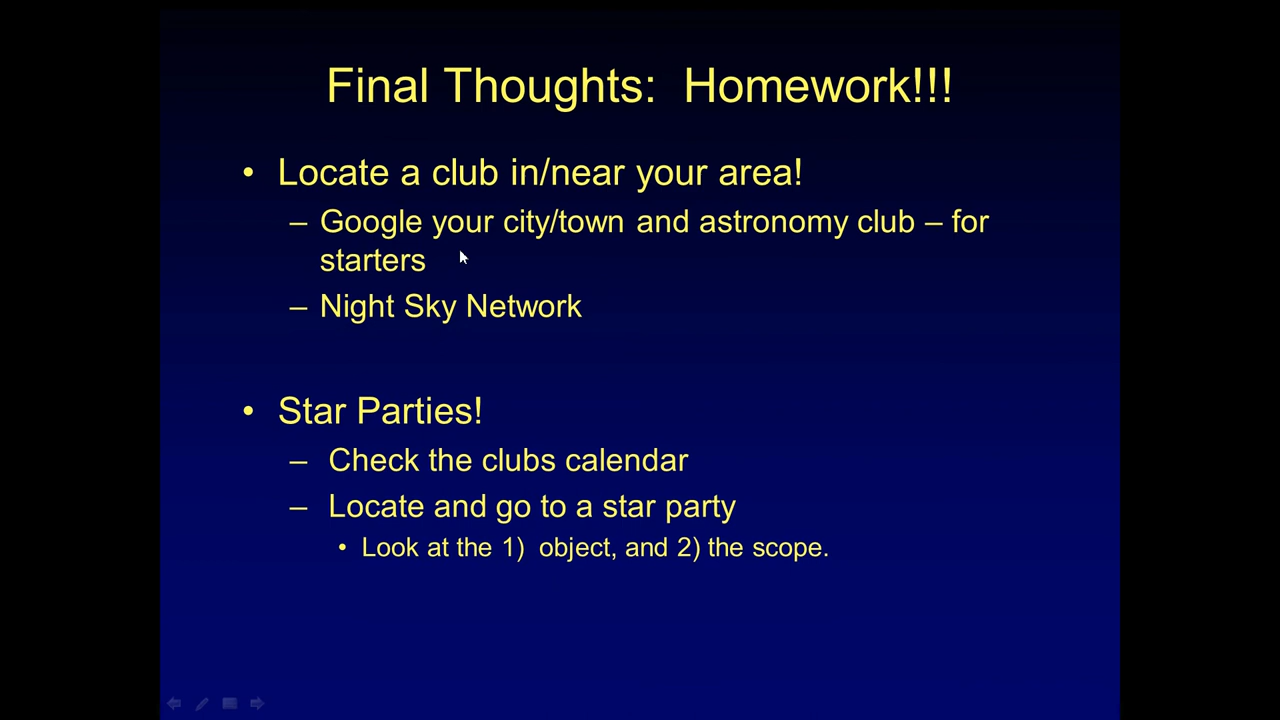 Final Thoughts:  Homework!!!
• Locate a club in/near your area!
– Google your city/town and astronomy club – for
starters
– Night Sky Network
• Star Parties!
– Check the clubs calendar
– Locate and go to a star party
• Look at the 1)  object, and 2) the scope.